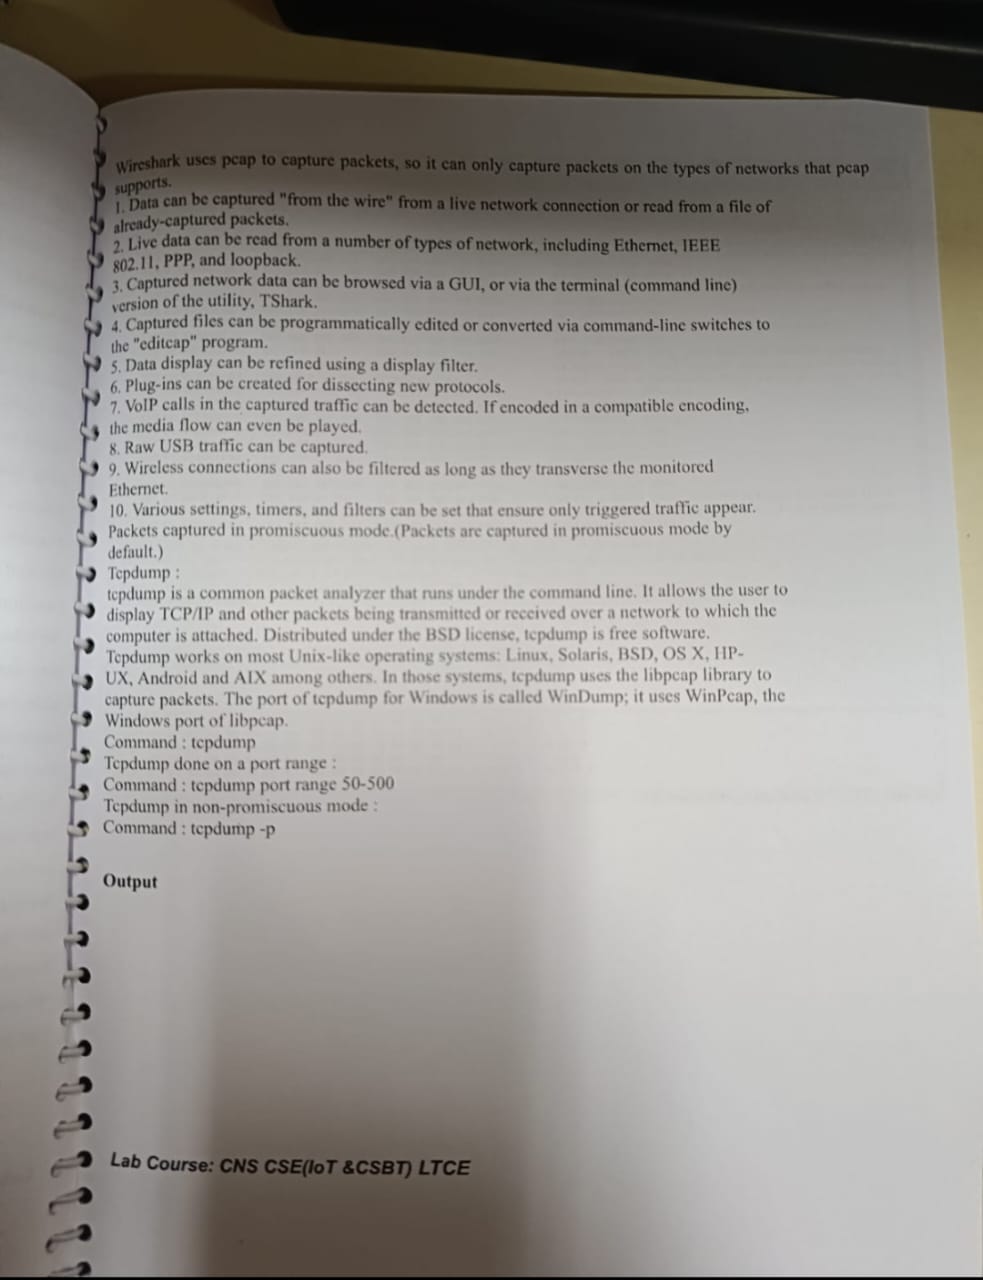 Wireshark uses pcap to capture packets, so it can only capture packets on the types of networks that pcap
supports.
1. Data can be captured "from the wire" from a live network connection or read from a file of
already-captured packets.
2. Live data can be read from a number of types of network, including Ethernet, IEEE
802.11, PPP, and loopback.
3. Captured network data can be browsed via a GUI, or via the terminal (command line)
version of the utility, TShark.
4. Captured files can be programmatically edited or converted via command-line switches to
the "editcap" program.
5. Data display can be refined using a display filter.
6. Plug-ins can be created for dissecting new protocols.
7. VoIP calls in the captured traffic can be detected. If encoded in a compatible encoding,
the media flow can even be played.
8. Raw USB traffic can be captured.
9. Wireless connections can also be filtered as long as they transverse the monitored
Ethernet.
10. Various settings, timers, and filters can be set that ensure only triggered traffic appear.
Packets captured in promiscuous mode.(Packets are captured in promiscuous mode by
default.)
Tcpdump :
tcpdump is a common packet analyzer that runs under the command line. It allows the user to
display TCP/IP and other packets being transmitted or received over a network to which the
computer is attached. Distributed under the BSD license, tcpdump is free software.
Tcpdump works on most Unix-like operating systems: Linux, Solaris, BSD, OS X, HP-
UX, Android and AIX among others. In those systems, tcpdump uses the libpcap library to
capture packets. The port of tcpdump for Windows is called WinDump; it uses WinPcap, the
Windows port of libpcap.
Command : tcpdump
Tcpdump done on a port range :
Command : tcpdump port range 50-500
Tcpdump in non-promiscuous mode :
Command : tcpdump -p
Output
Lab Course: CNS CSE(IoT &CSBT) LTCE